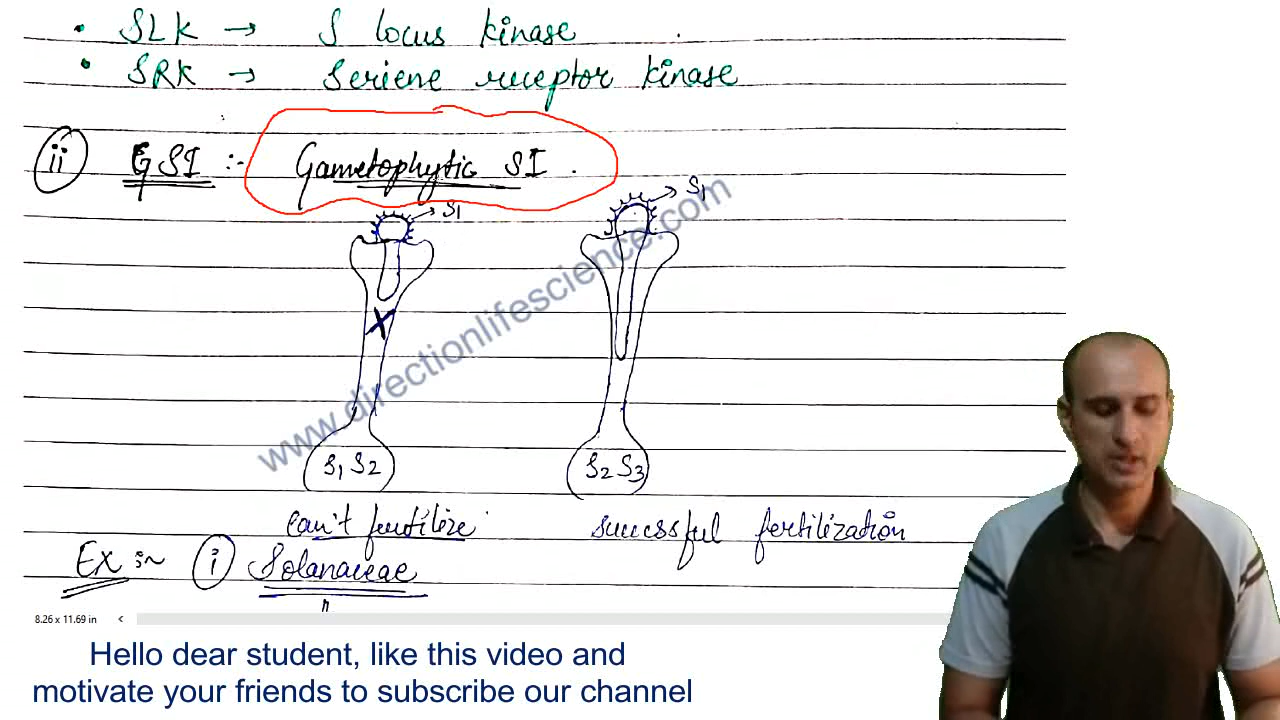 • SLK → S locus kinase
• SRK → Seriene receptor kinase
(ii) GSI :- Gametophytic SI.
→ S1
→ S1
www.directionlifescience.com
S1 S2
S2 S3
can't fertilize
successful fertilization
Ex :~ (i) Solanaceae
8.26 x 11.69 in
Hello dear student, like this video and
motivate your friends to subscribe our channel